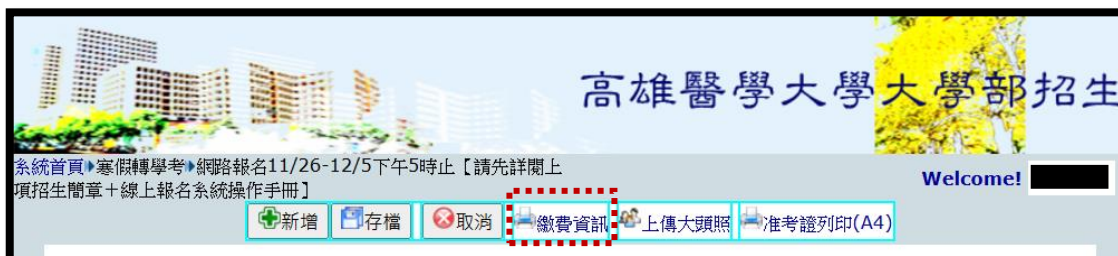 高雄醫學大學大學部招生
系統首頁▶寒假轉學考▶網路報名11/26-12/5下午5時止【請先詳閱上
項招生簡章＋線上報名系統操作手冊】
Welcome!
新增 存檔 取消 繳費資訊 上傳大頭照 准考證列印(A4)